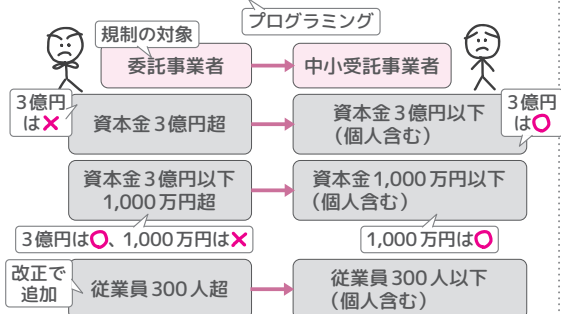 プログラミング
規制の対象
委託事業者
中小受託事業者
3億円
は×
資本金3億円超
資本金3億円以下
（個人含む）
3億円
は○
資本金3億円以下
1,000万円超
資本金1,000万円以下
（個人含む）
3億円は○、1,000万円は×
1,000万円は○
改正で
追加
従業員300人超
従業員300人以下
（個人含む）